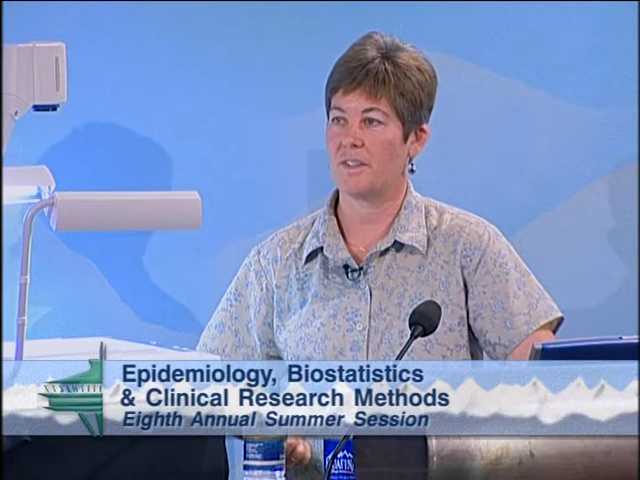 Epidemiology, Biostatistics
& Clinical Research Methods
Eighth Annual Summer Session